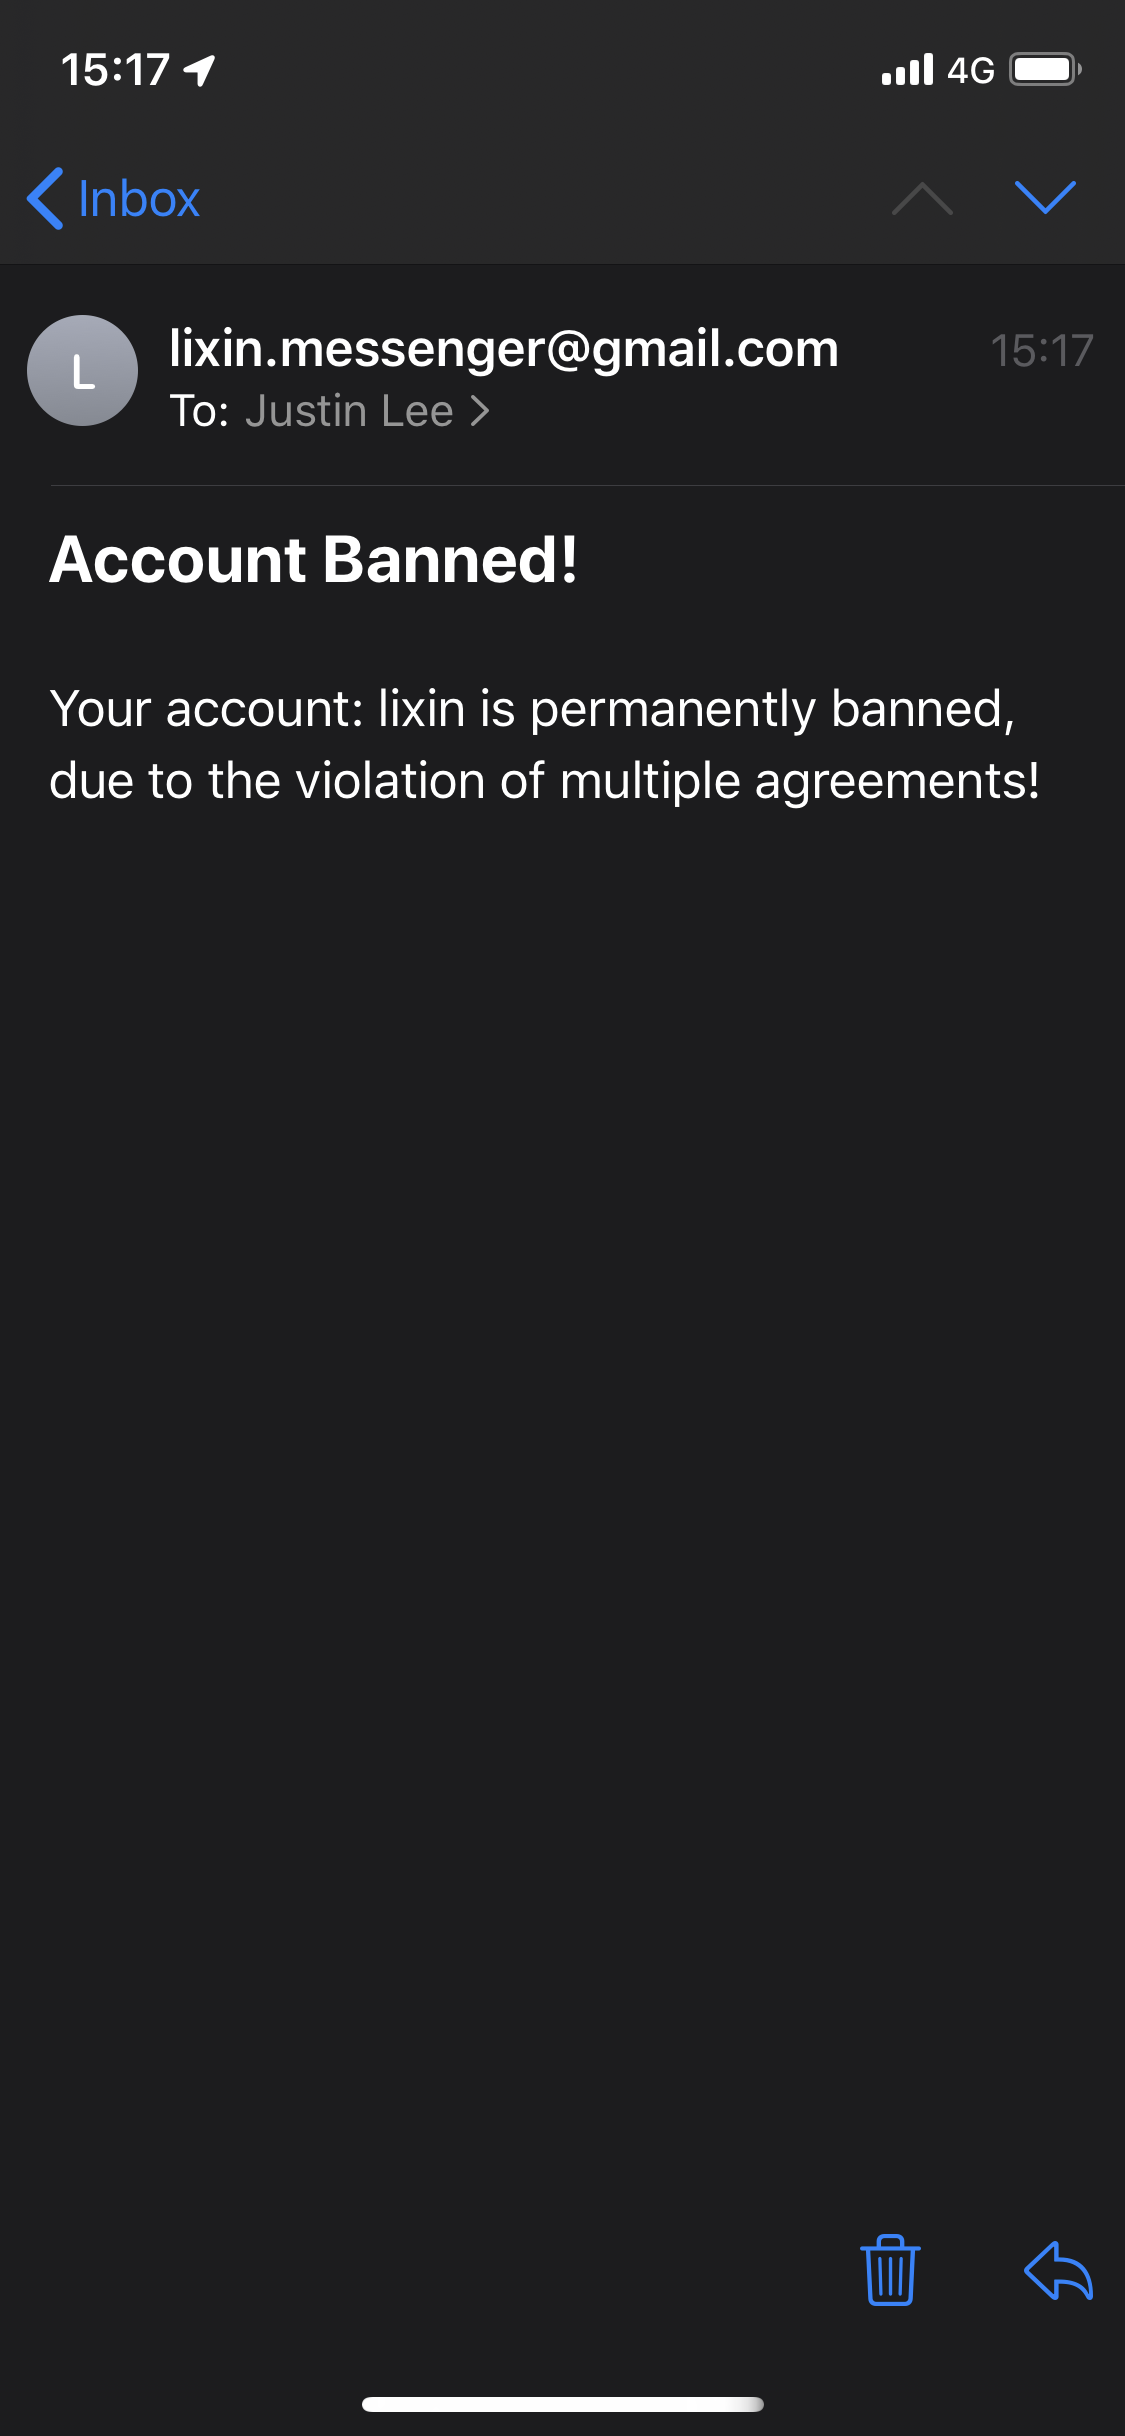 15:17 4G
Inbox
L
lixin.messenger@gmail.com 15:17
To: Justin Lee
Account Banned!
Your account: lixin is permanently banned,
due to the violation of multiple agreements!